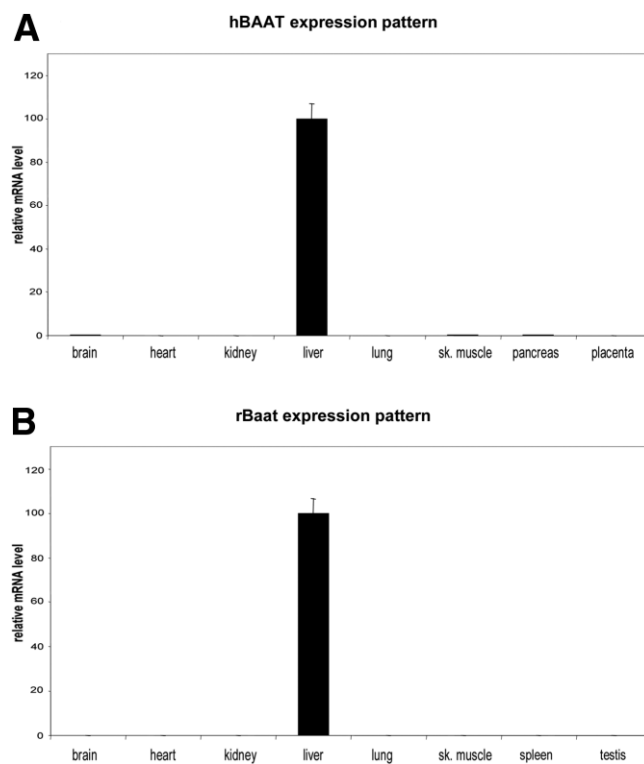 A
hBAAT expression pattern
relative mRNA level
120
100
80
60
40
20
0
brain heart kidney liver lung sk. muscle pancreas placenta
B
rBaat expression pattern
relative mRNA level
120
100
80
60
40
20
0
brain heart kidney liver lung sk. muscle spleen testis